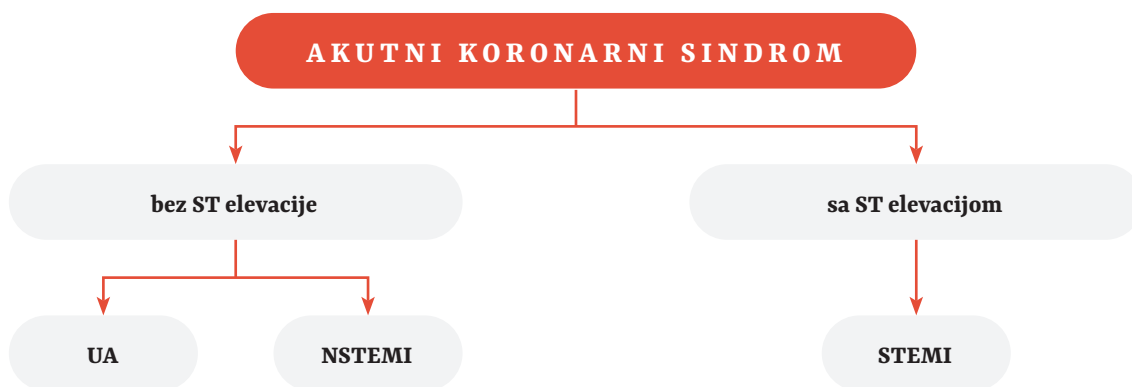 AKUTNI KORONARNI SINDROM
bez ST elevacije
sa ST elevacijom
UA
NSTEMI
STEMI